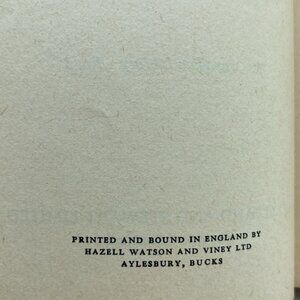 PRINTED AND BOUND IN ENGLAND BY
HAZELL WATSON AND VINEY LTD
AYLESBURY, BUCKS